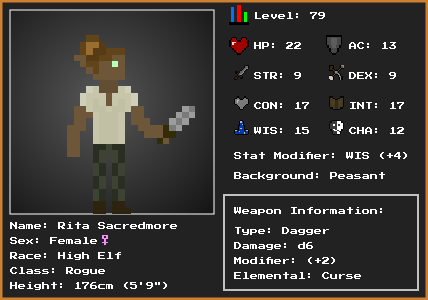 Level: 79
HP: 22
AC: 13
STR: 9
DEX: 9
CON: 17
INT: 17
WIS: 15
CHA: 12
Stat Modifier: WIS (+4)
Background: Peasant
Name: Rita Sacredmore
Sex: Female♀
Race: High Elf
Class: Rogue
Height: 176cm (5'9")
Weapon Information:
Type: Dagger
Damage: d6
Modifier: (+2)
Elemental: Curse